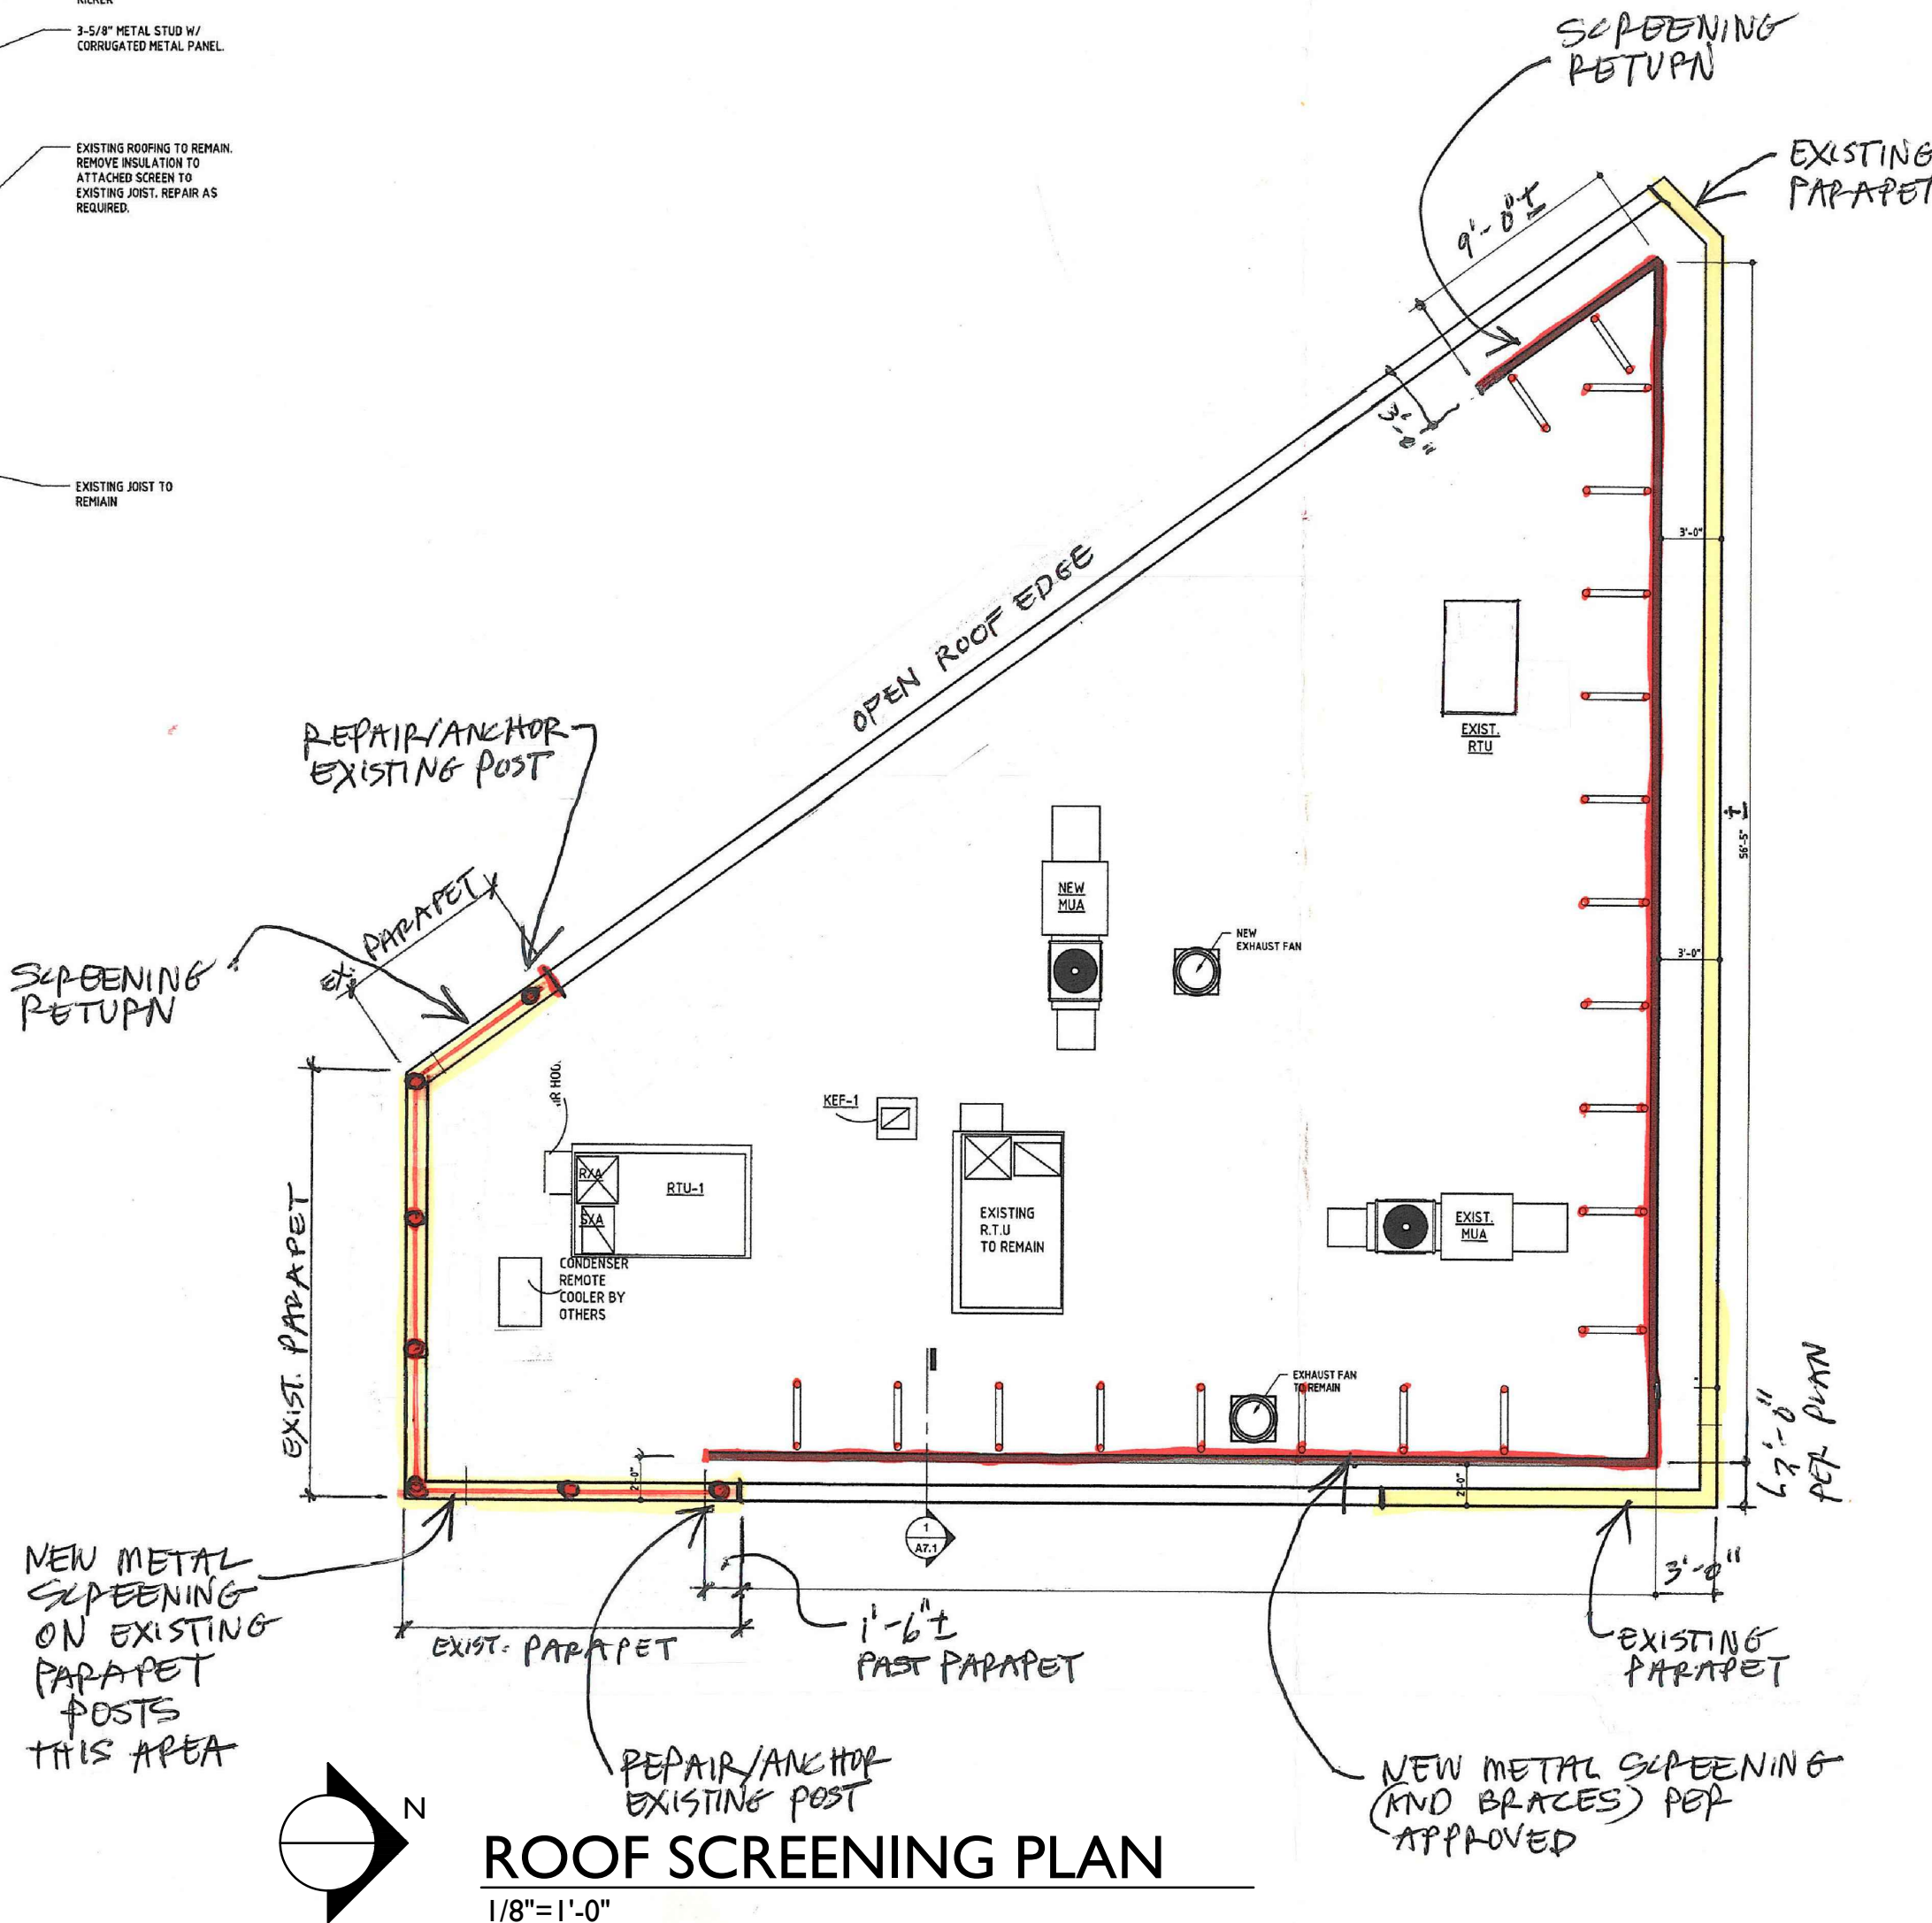 3-5/8" METAL STUD W/
CORRUGATED METAL PANEL.
EXISTING ROOFING TO REMAIN.
REMOVE INSULATION TO
ATTACHED SCREEN TO
EXISTING JOIST. REPAIR AS
REQUIRED.
EXISTING JOIST TO
REMIAIN
SCREENING
RETURN
EXISTING
PARAPET
9'-0"±
3'-0"
3'-0"
OPEN ROOF EDGE
EXIST.
RTU
56'-5" ±
REPAIR/ANCHOR
EXISTING POST
EX. PARAPET
SCREENING
RETURN
NEW
MUA
NEW
EXHAUST FAN
3'-0"
KEF-1
R/A
S/A
RTU-1
CONDENSER
REMOTE
COOLER BY
OTHERS
EXISTING
R.T.U
TO REMAIN
EXIST.
MUA
EXIST. PARAPET
EXHAUST FAN
TO REMAIN
2'-0"
2'-0"
PER PLAN
1
A7.1
3'-0"
NEW METAL
SCREENING
ON EXISTING
PARAPET
POSTS
THIS AREA
EXIST. PARAPET
1'-6"±
PAST PARAPET
EXISTING
PARAPET
REPAIR/ANCHOR
EXISTING POST
NEW METAL SCREENING
(AND BRACES) PER
APPROVED
N
ROOF SCREENING PLAN
1/8"=1'-0"